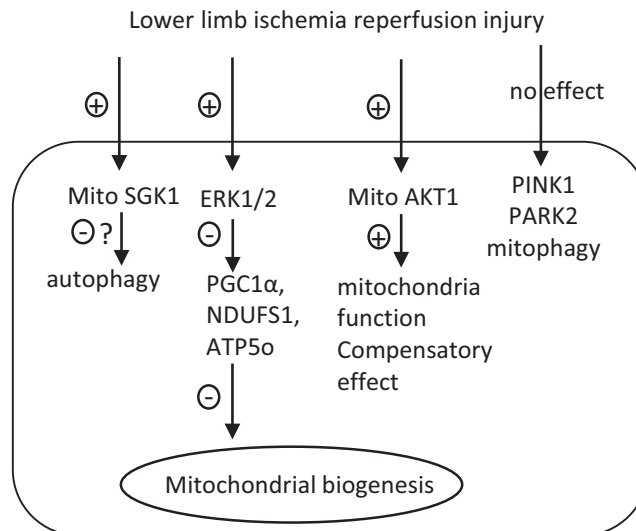 Lower limb ischemia reperfusion injury
+
+
+
no effect
Mito SGK1
- ?
autophagy
ERK1/2
-
PGC1α,
NDUFS1,
ATP5o
-
Mitochondrial biogenesis
Mito AKT1
+
mitochondria
function
Compensatory
effect
PINK1
PARK2
mitophagy